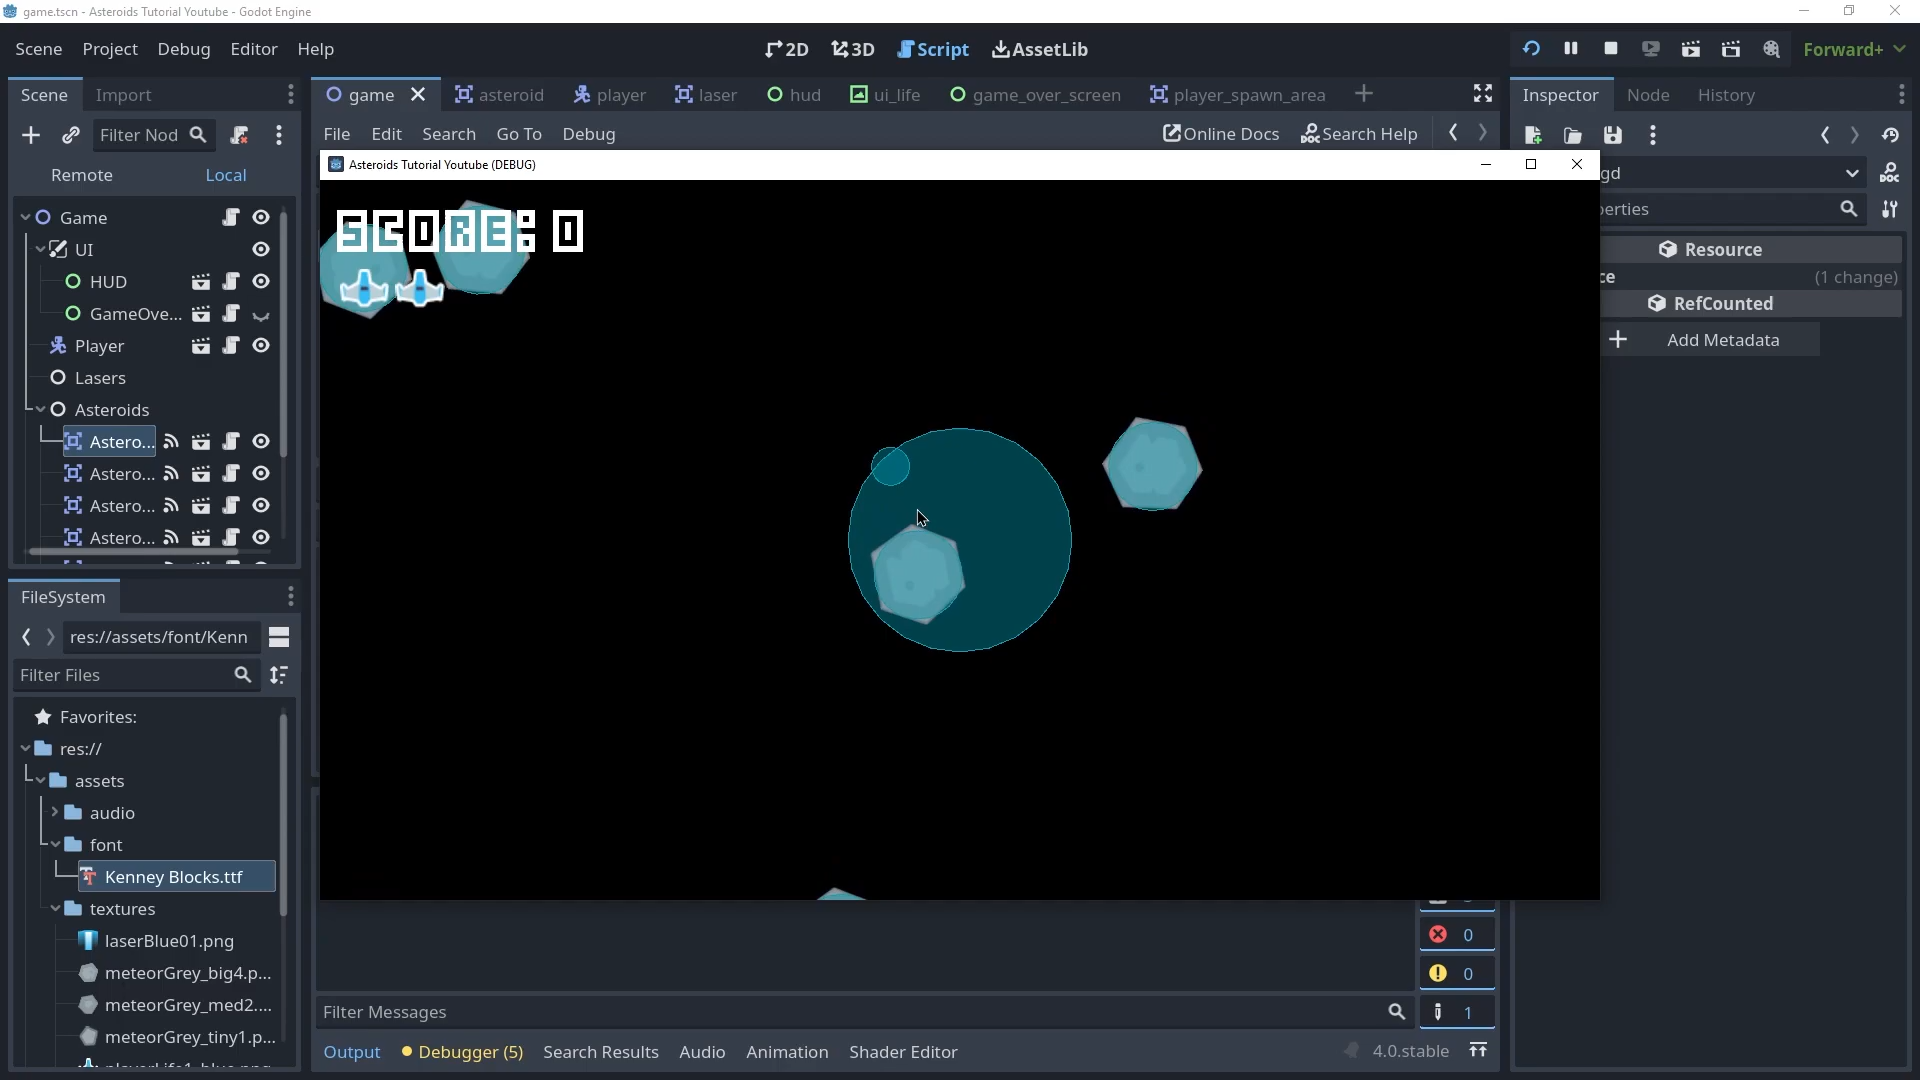 game.tscn - Asteroids Tutorial Youtube - Godot Engine
Scene Project Debug Editor Help
2D 3D Script AssetLib
Forward+
Scene Import
game asteroid player laser hud ui_life game_over_screen player_spawn_area
Inspector Node History
Filter Nod
File Edit Search Go To Debug
Online Docs Search Help
Remote Local
Asteroids Tutorial Youtube (DEBUG)
gd
perties
SCORE: 0
Game
UI
HUD
GameOve...
Player
Lasers
Asteroids
Astero...
Astero...
Astero...
Astero...
Resource
ce (1 change)
RefCounted
Add Metadata
FileSystem
res://assets/font/Kenn
Filter Files
Favorites:
res://
assets
audio
font
Kenney Blocks.ttf
textures
laserBlue01.png
meteorGrey_big4.p...
meteorGrey_med2....
meteorGrey_tiny1.p...
0
0
1
Filter Messages
Output Debugger (5) Search Results Audio Animation Shader Editor
4.0.stable